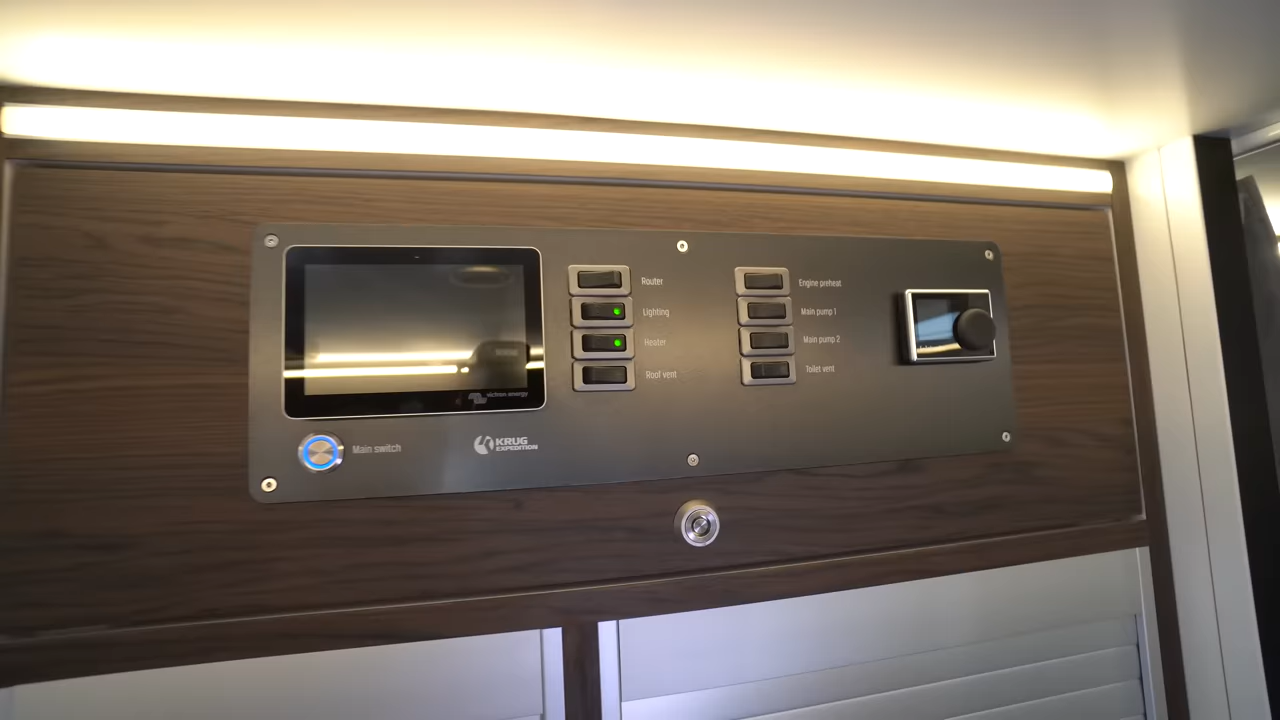 Router
Lighting
Heater
Roof vent
Engine preheat
Main pump 1
Main pump 2
Toilet vent
victron energy
Main switch
KRUG
EXPEDITION